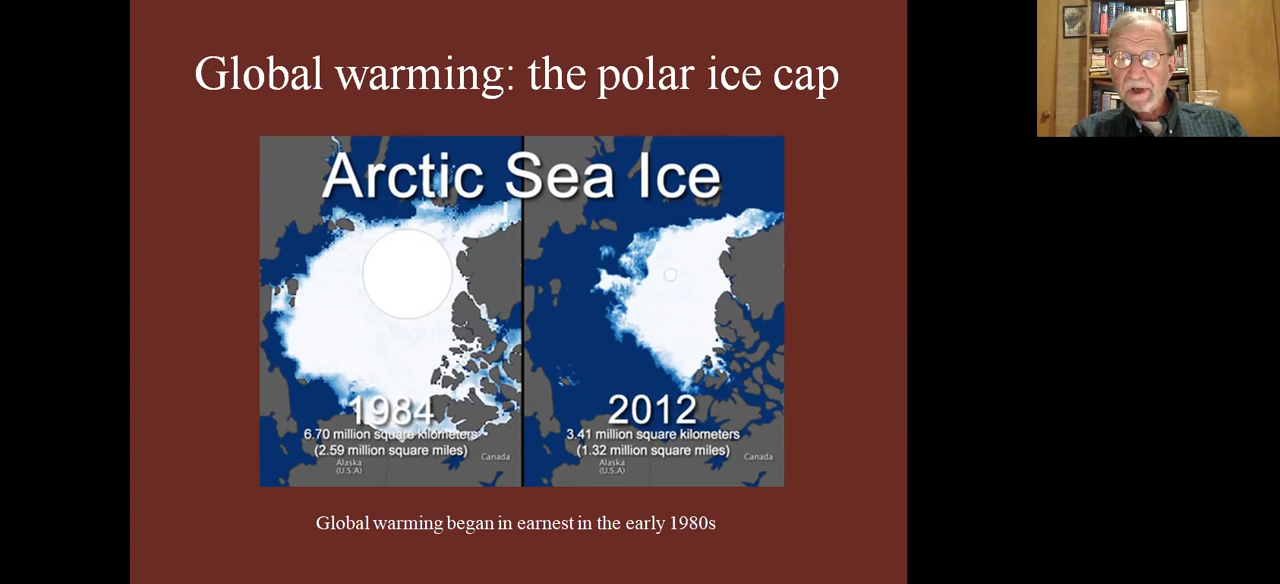 Global warming: the polar ice cap
Arctic Sea Ice
1984
6.70 million square kilometers
(2.59 million square miles)
Alaska
(U.S.A)
Canada
2012
3.41 million square kilometers
(1.32 million square miles)
Alaska
(U.S.A)
Canada
Global warming began in earnest in the early 1980s